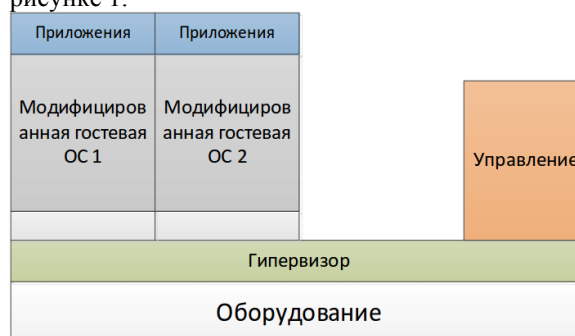 рисунке 1.
Приложения Приложения
Модифициров Модифициров
анная гостевая анная гостевая
ОС 1 ОС 2
Управление
Гипервизор
Оборудование